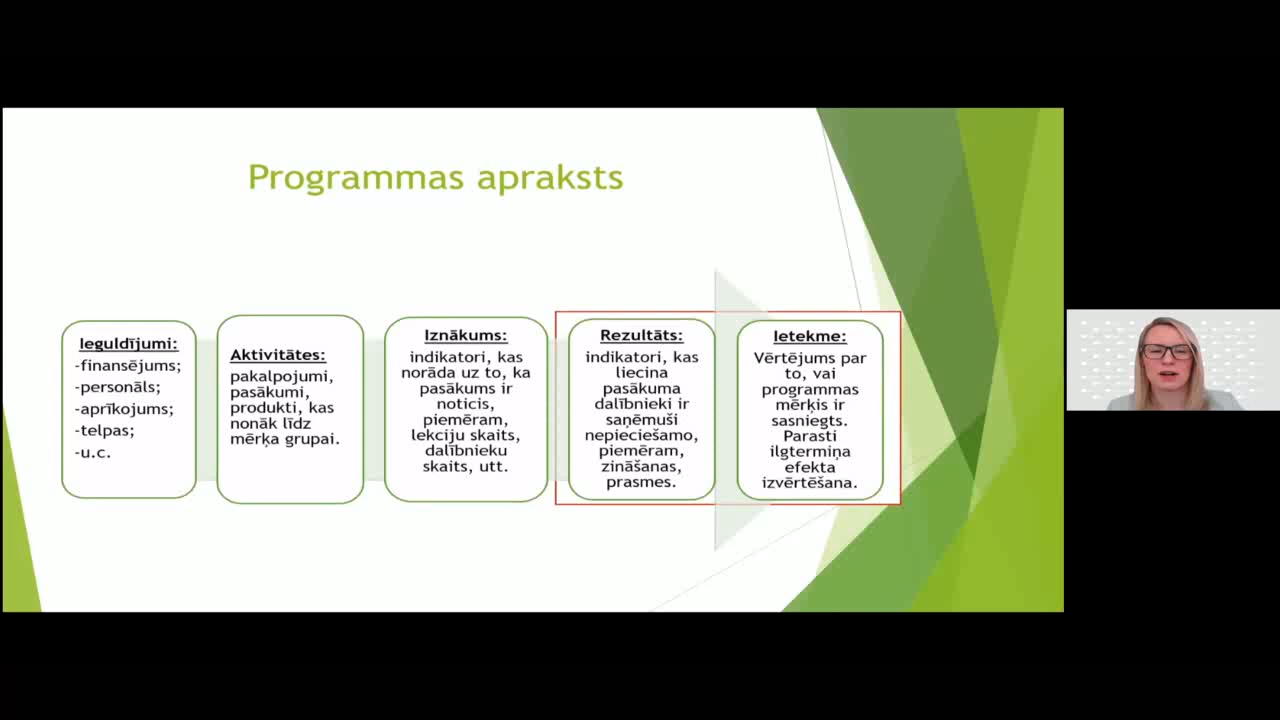 Programmas apraksts
Ieguldījumi:
-finansējums;
-personāls;
-aprīkojums;
-telpas;
-u.c.
Aktivitātes:
pakalpojumi,
pasākumi,
produkti, kas
nonāk līdz
mērķa grupai.
Iznākums:
indikatori, kas
norāda uz to, ka
pasākums ir
noticis,
piemēram,
lekciju skaits,
dalībnieku
skaits, utt.
Rezultāts:
indikatori, kas
liecina
pasākuma
dalībnieki ir
saņēmuši
nepieciešamo,
piemēram,
zināšanas,
prasmes.
Ietekme:
Vērtējums par
to, vai
programmas
mērķis ir
sasniegts.
Parasti
ilgtermiņa
efekta
izvērtēšana.